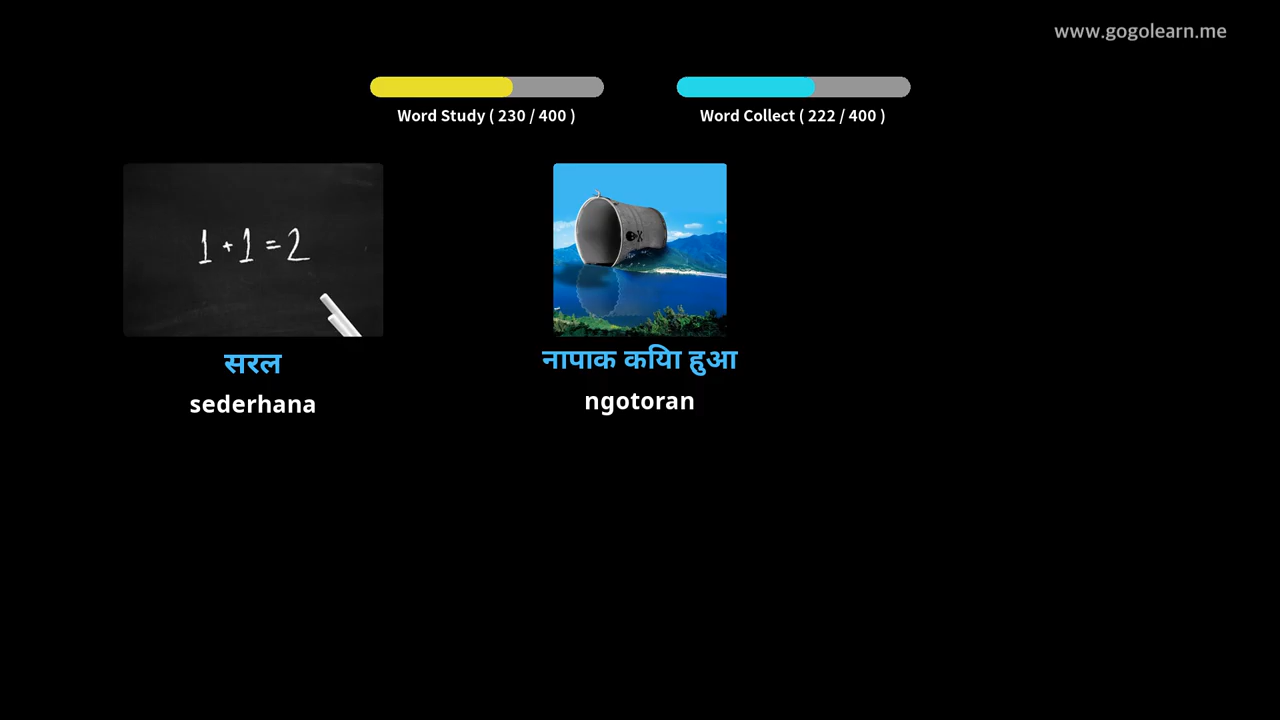 www.gogolearn.me
Word Study ( 230 / 400 )
Word Collect ( 222 / 400 )
1 + 1 = 2
सरल
sederhana
नापाक कयिा हुआ
ngotoran